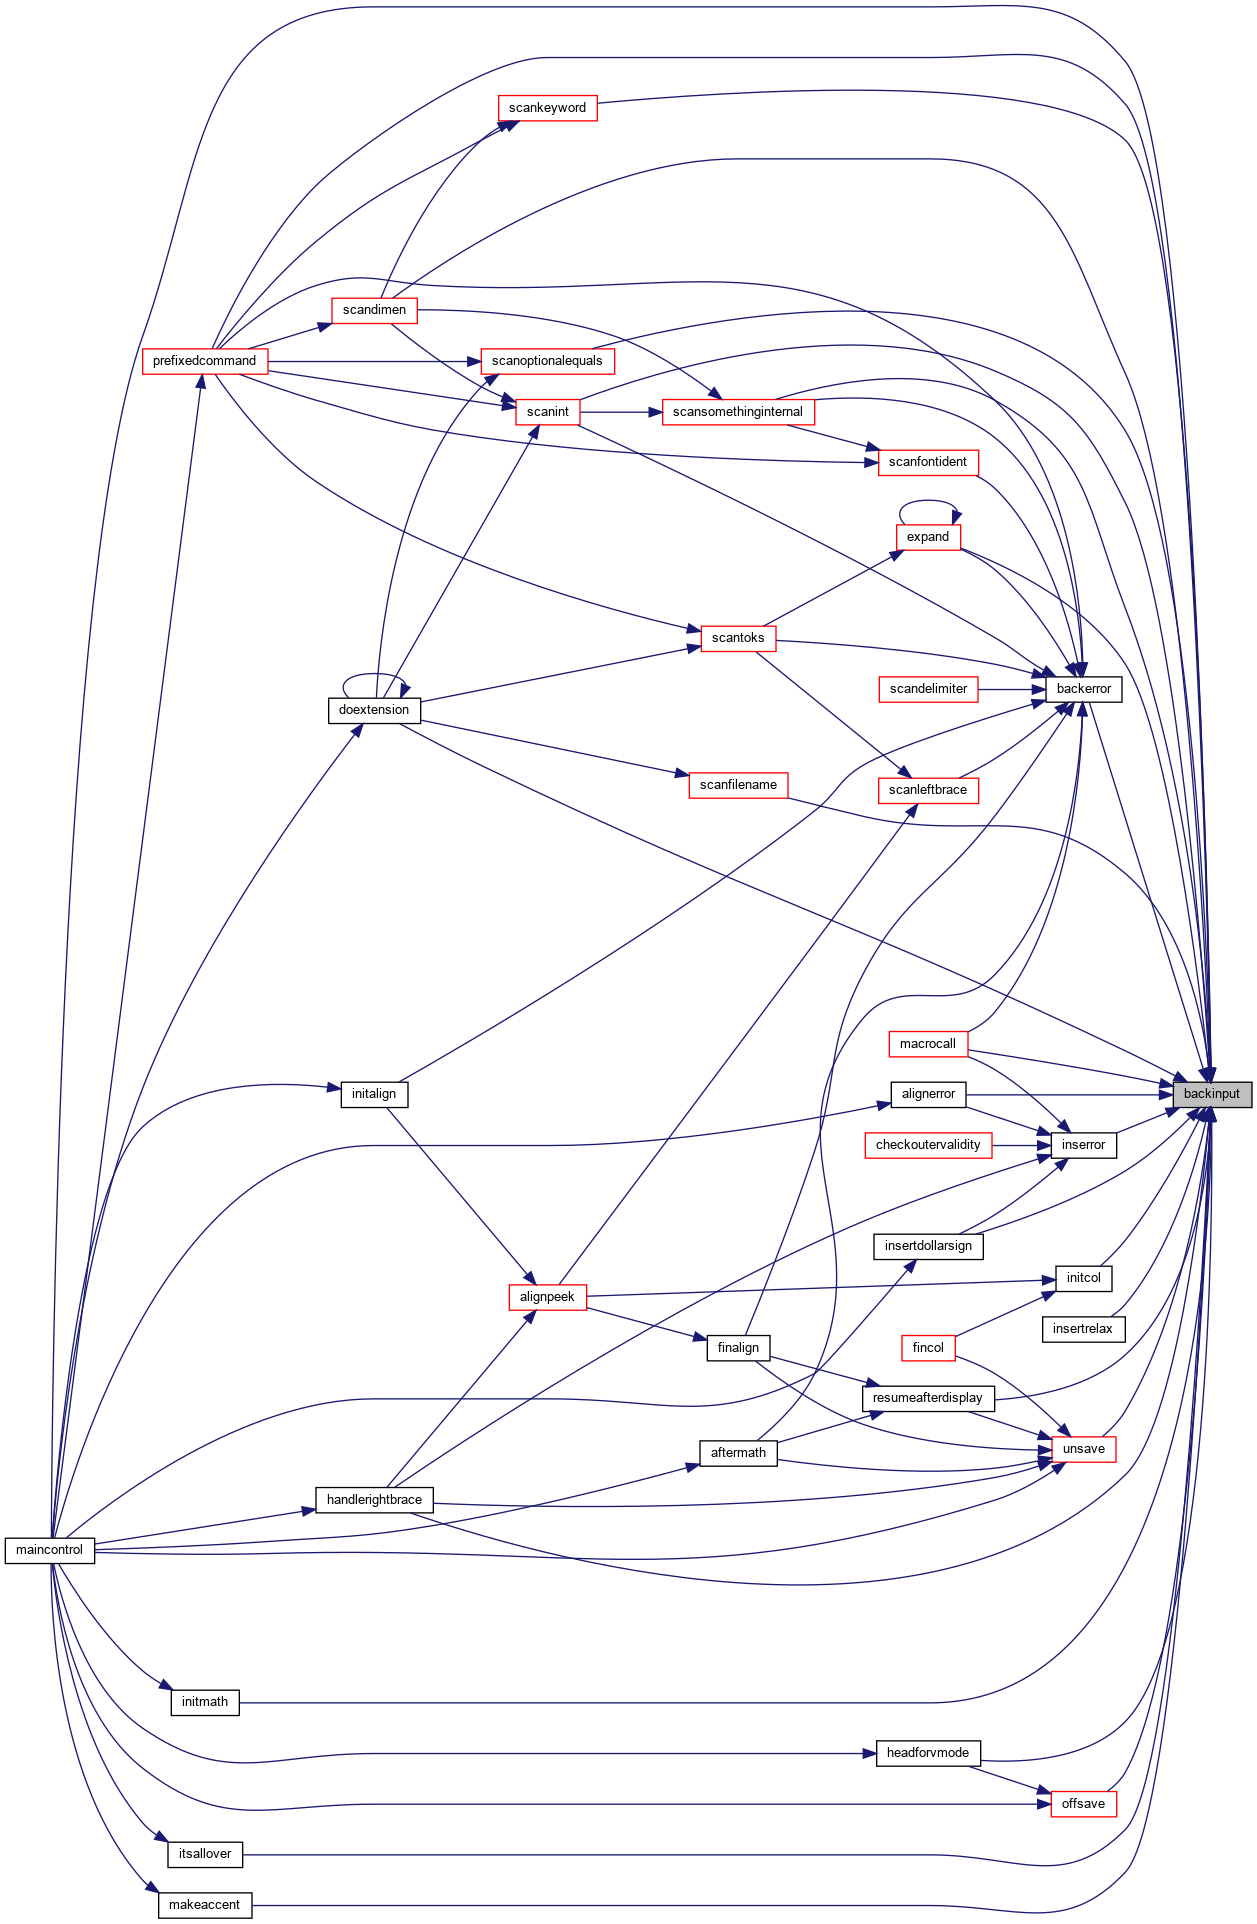 scankeyword
scandimen
prefixedcommand
scanoptionalequals
scanint
scansomethinginternal
scanfontident
expand
scantoks
scandelimiter
backerror
doextension
scanfilename
scanleftbrace
macrocall
initalign
alignerror
backinput
checkoutervalidity
inserror
insertdollarsign
initcol
alignpeek
insertrelax
finalign
fincol
resumeafterdisplay
aftermath
unsave
handlerightbrace
maincontrol
initmath
headforvmode
offsave
itsallover
makeaccent